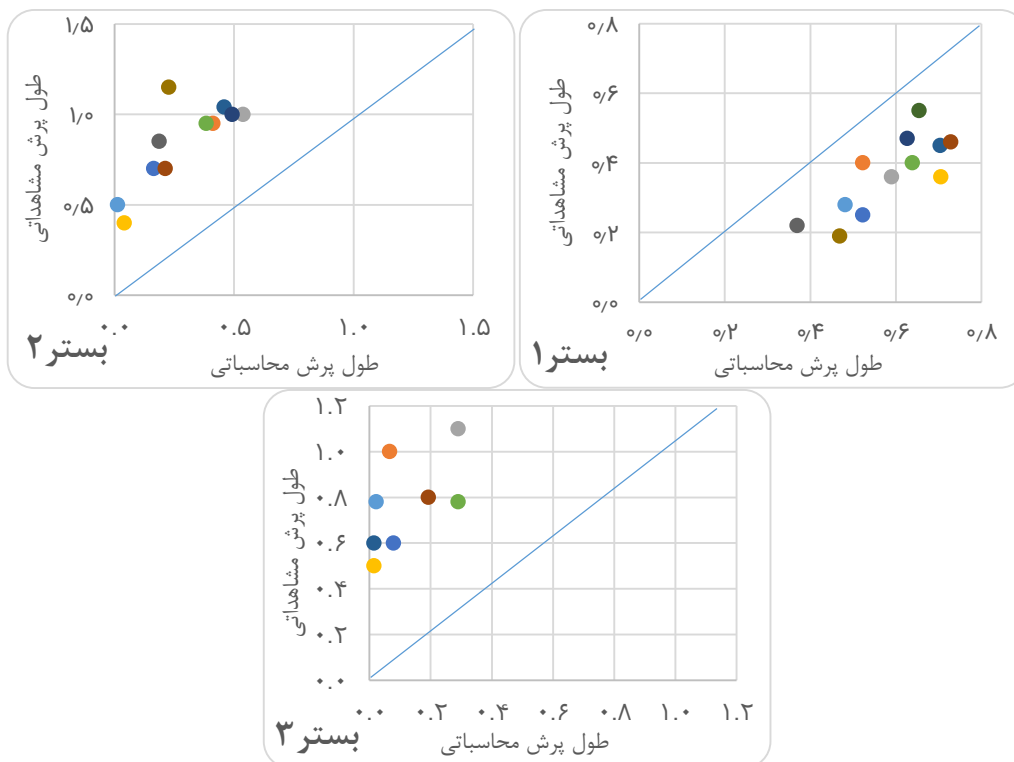 ۰٫۸
۰٫۶
۰٫۴
۰٫۲
۰٫۰
طول پرش مشاهداتی
۰٫۰ ۰٫۲ ۰٫۴ ۰٫۶ ۰٫۸
طول پرش محاسباتی
بستر۱
۱٫۵
۱٫۰
۰٫۵
۰٫۰
طول پرش مشاهداتی
۰.۰ ۰.۵ ۱.۰ ۱.۵
طول پرش محاسباتی
بستر۲
۱.۲
۱.۰
۰.۸
۰.۶
۰.۴
۰.۲
۰.۰
طول پرش مشاهداتی
۰.۰ ۰.۲ ۰.۴ ۰.۶ ۰.۸ ۱.۰ ۱.۲
طول پرش محاسباتی
بستر۳